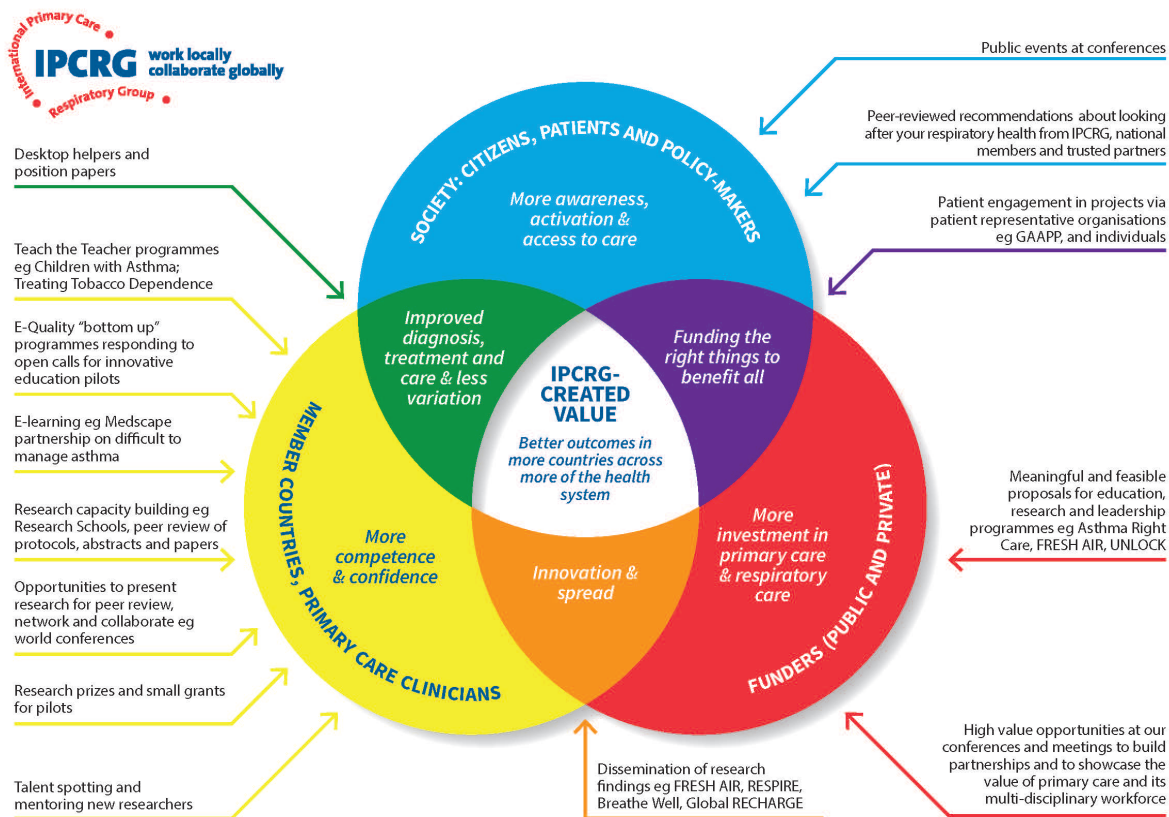 International Primary Care
IPCRG
Respiratory Group
work locally
collaborate globally
Desktop helpers and
position papers
Teach the Teacher programmes
eg Children with Asthma;
Treating Tobacco Dependence
E-Quality “bottom up”
programmes responding to
open calls for innovative
education pilots
E-learning eg Medscape
partnership on difficult to
manage asthma
Research capacity building eg
Research Schools, peer review of
protocols, abstracts and papers
Opportunities to present
research for peer review,
network and collaborate eg
world conferences
Research prizes and small grants
for pilots
Talent spotting and
mentoring new researchers
SOCIETY: CITIZENS, PATIENTS AND POLICY-MAKERS
More awareness,
activation &
access to care
Improved
diagnosis,
treatment and
care & less
variation
Funding the
right things to
benefit all
IPCRG-
CREATED
VALUE
Better outcomes in
more countries across
more of the health
system
MEMBER COUNTRIES, PRIMARY CARE CLINICIANS
More
competence
& confidence
Innovation &
spread
More
investment in
primary care
& respiratory
care
FUNDERS (PUBLIC AND PRIVATE)
Dissemination of research
findings eg FRESH AIR, RESPIRE,
Breathe Well, Global RECHARGE
Public events at conferences
Peer-reviewed recommendations about looking
after your respiratory health from IPCRG, national
members and trusted partners
Patient engagement in projects via
patient representative organisations
eg GAAPP, and individuals
Meaningful and feasible
proposals for education,
research and leadership
programmes eg Asthma Right
Care, FRESH AIR, UNLOCK
High value opportunities at our
conferences and meetings to build
partnerships and to showcase the
value of primary care and its
multi-disciplinary workforce